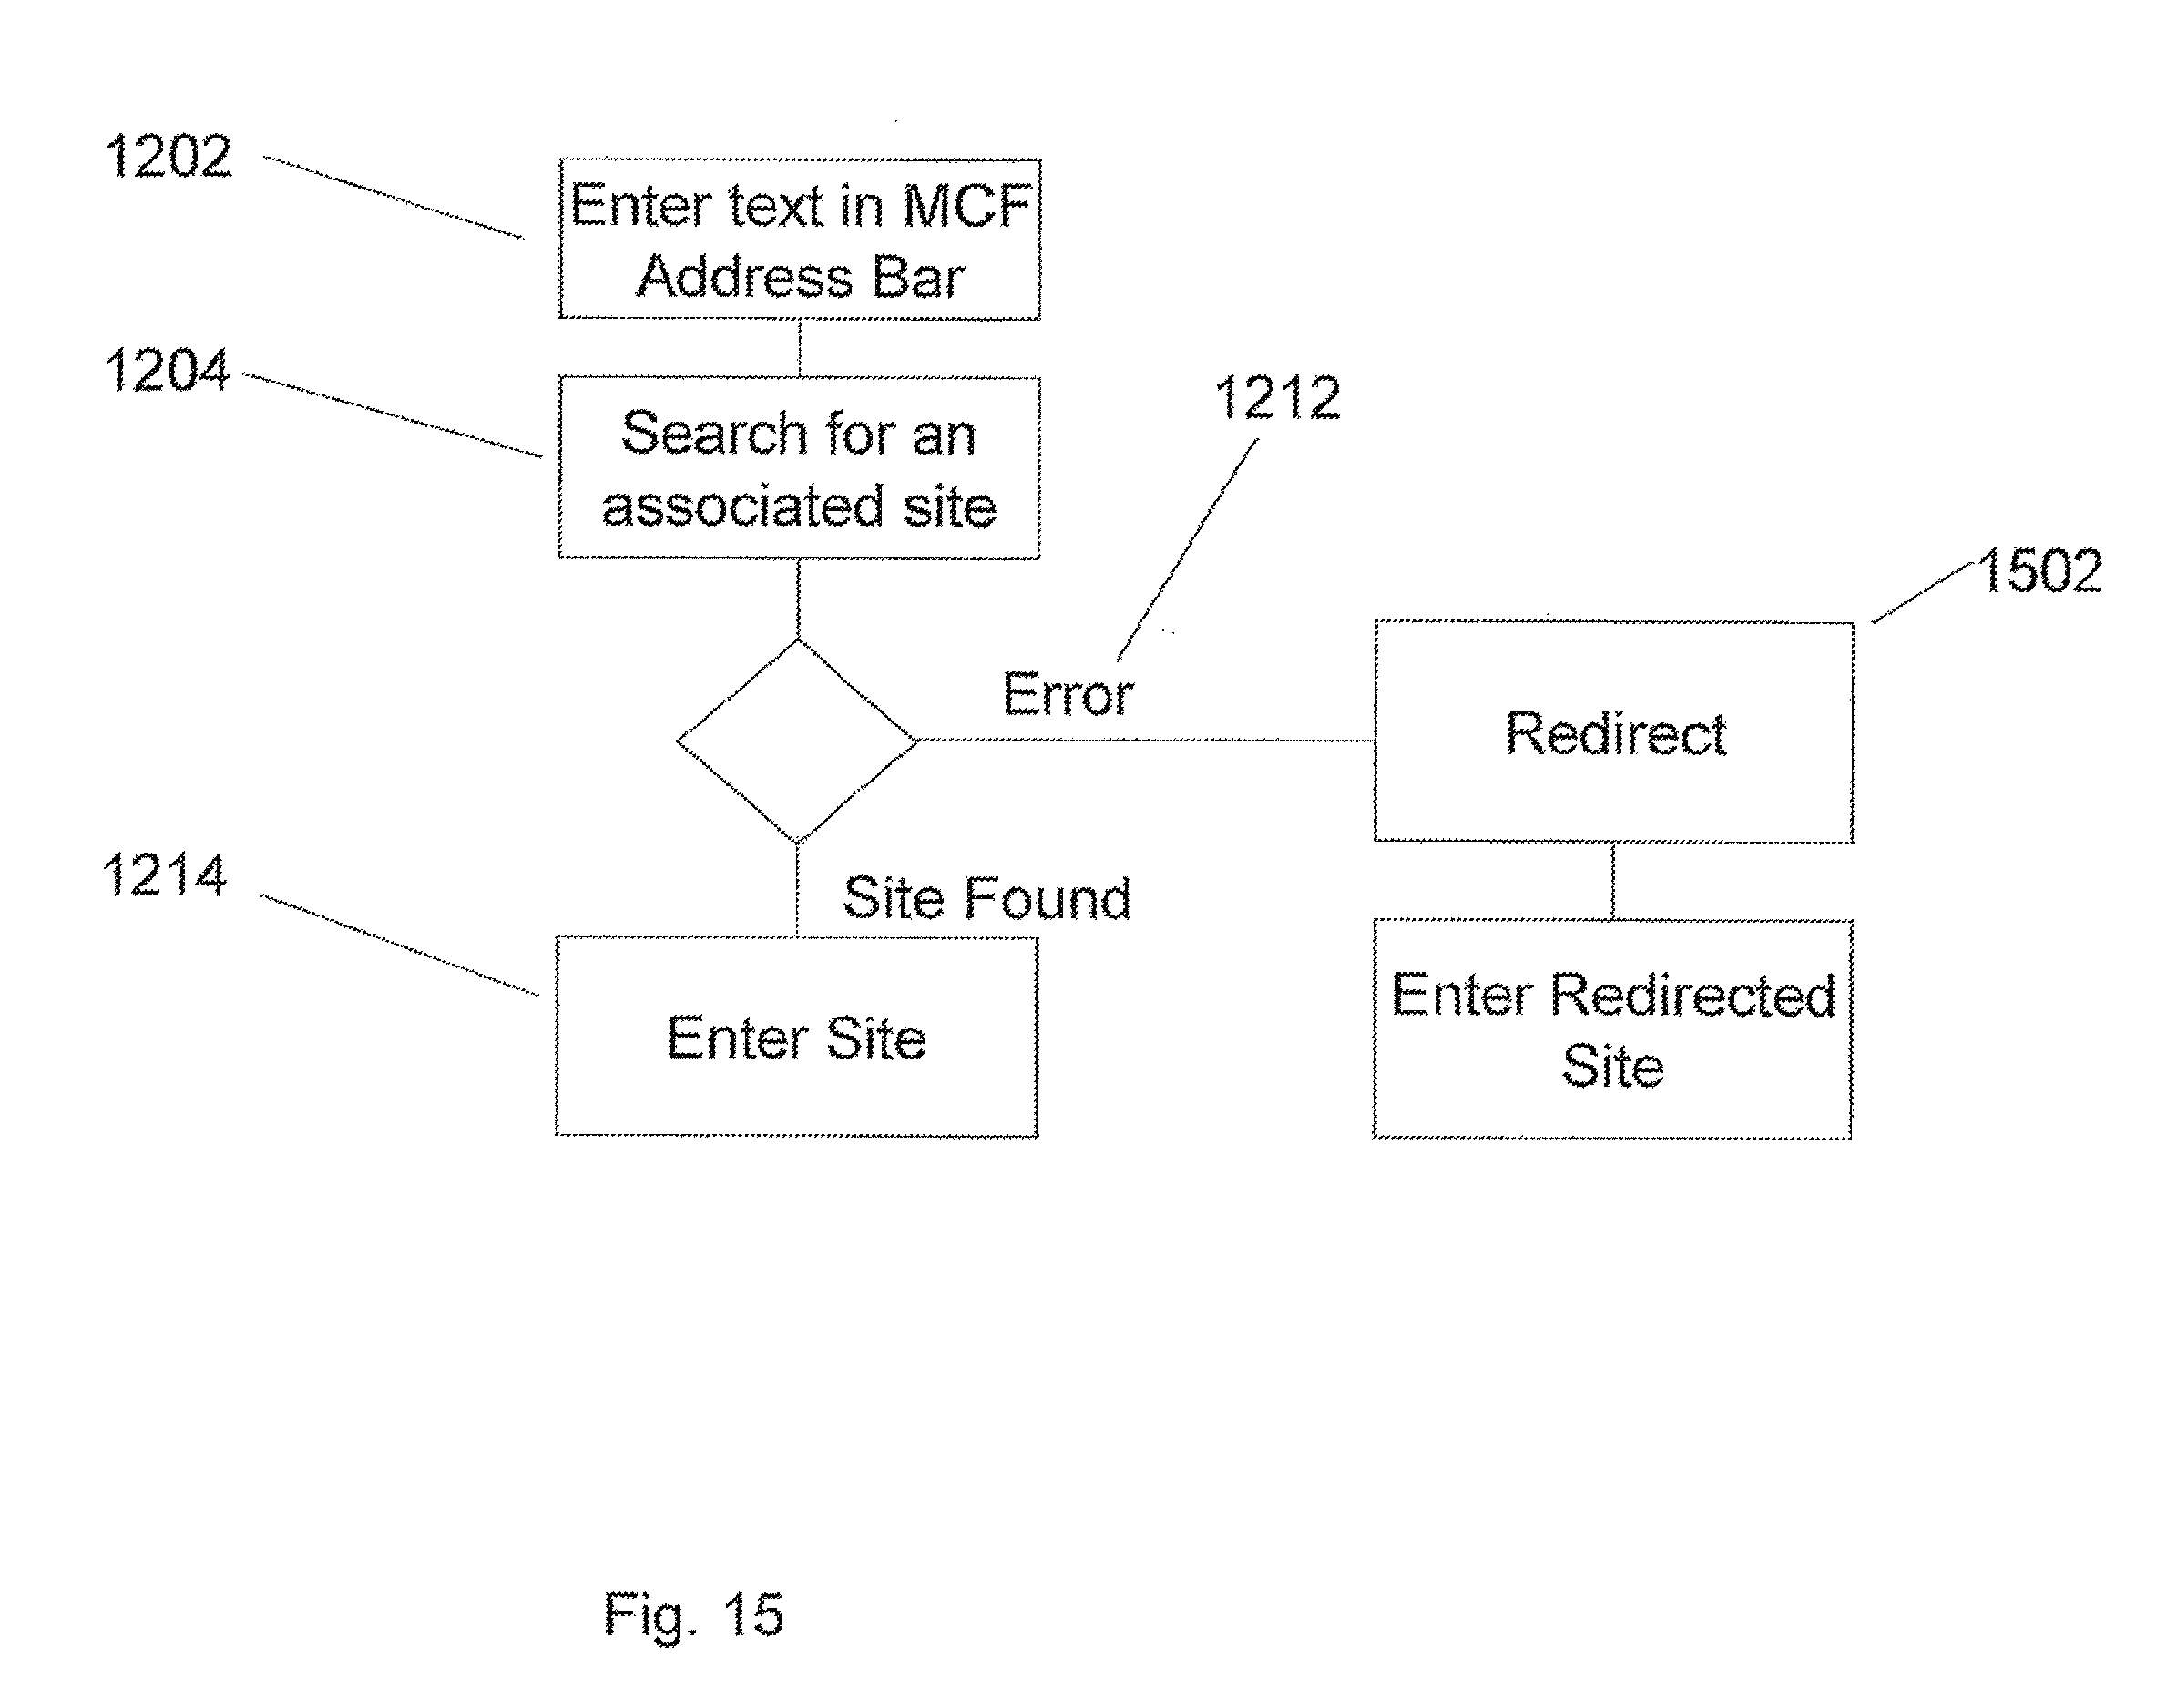 1202
Enter text in MCF
Address Bar
1204
Search for an
associated site
1212
1502
Error
Redirect
1214
Site Found
Enter Site
Enter Redirected
Site
Fig. 15